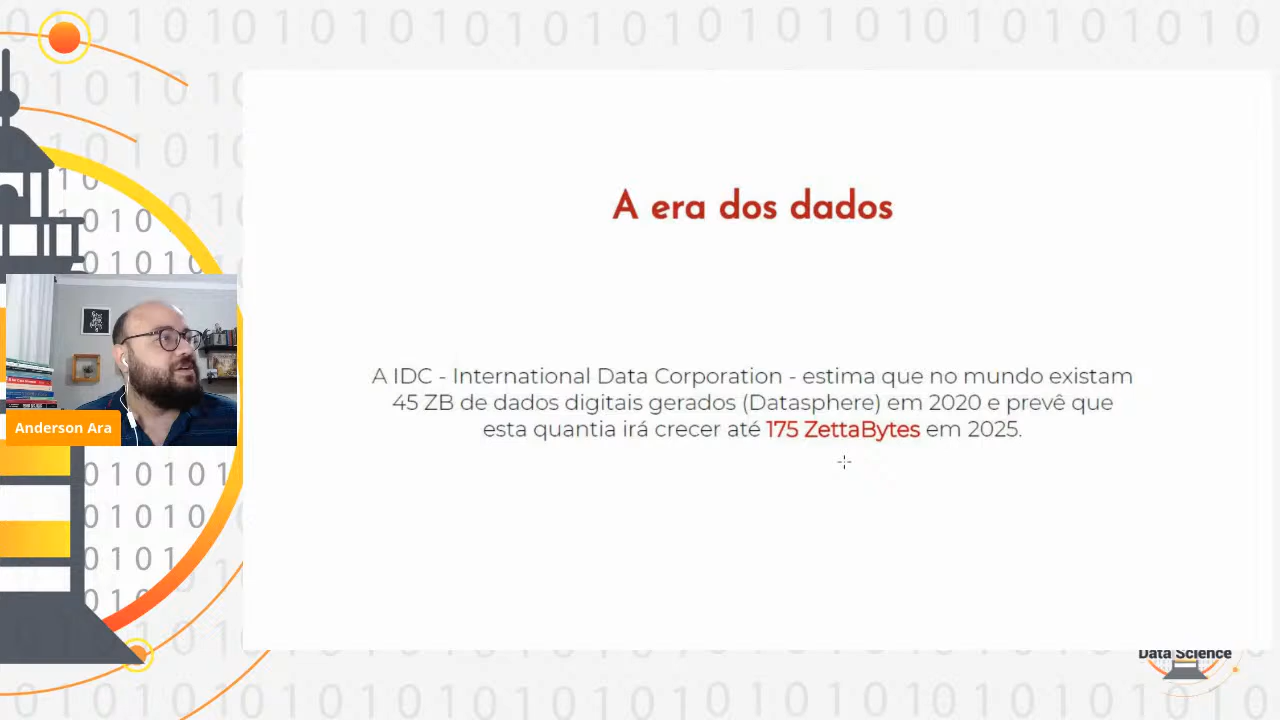 A era dos dados
A IDC - International Data Corporation - estima que no mundo existam
45 ZB de dados digitais gerados (Datasphere) em 2020 e prevê que
esta quantia irá crecer até 175 ZettaBytes em 2025.
Anderson Ara
Data Science